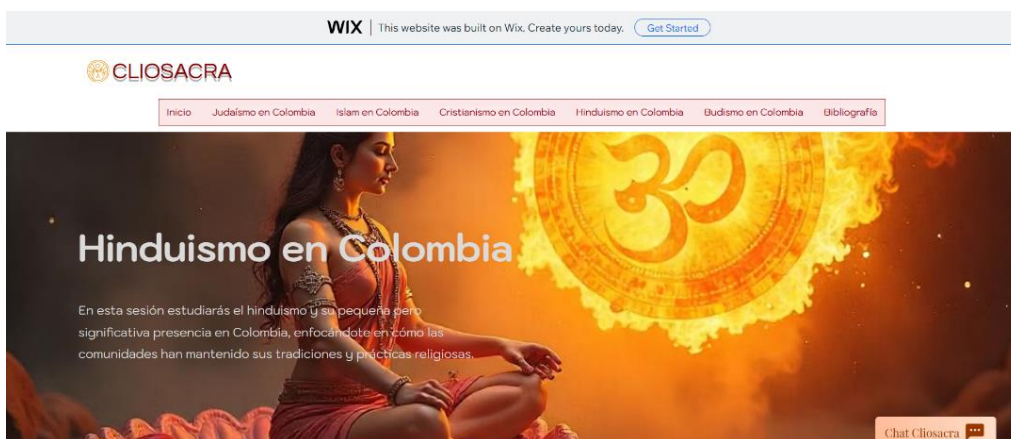 WIX | This website was built on Wix. Create yours today. Get Started
CLIOSACRA
Inicio Judaísmo en Colombia Islam en Colombia Cristianismo en Colombia Hinduismo en Colombia Budismo en Colombia Bibliografía
ॐ
Hinduismo en Colombia
En esta sesión estudiarás el hinduismo y su pequeña pero
significativa presencia en Colombia, enfocándote en cómo las
comunidades han mantenido sus tradiciones y prácticas religiosas.
Chat Cliosacra